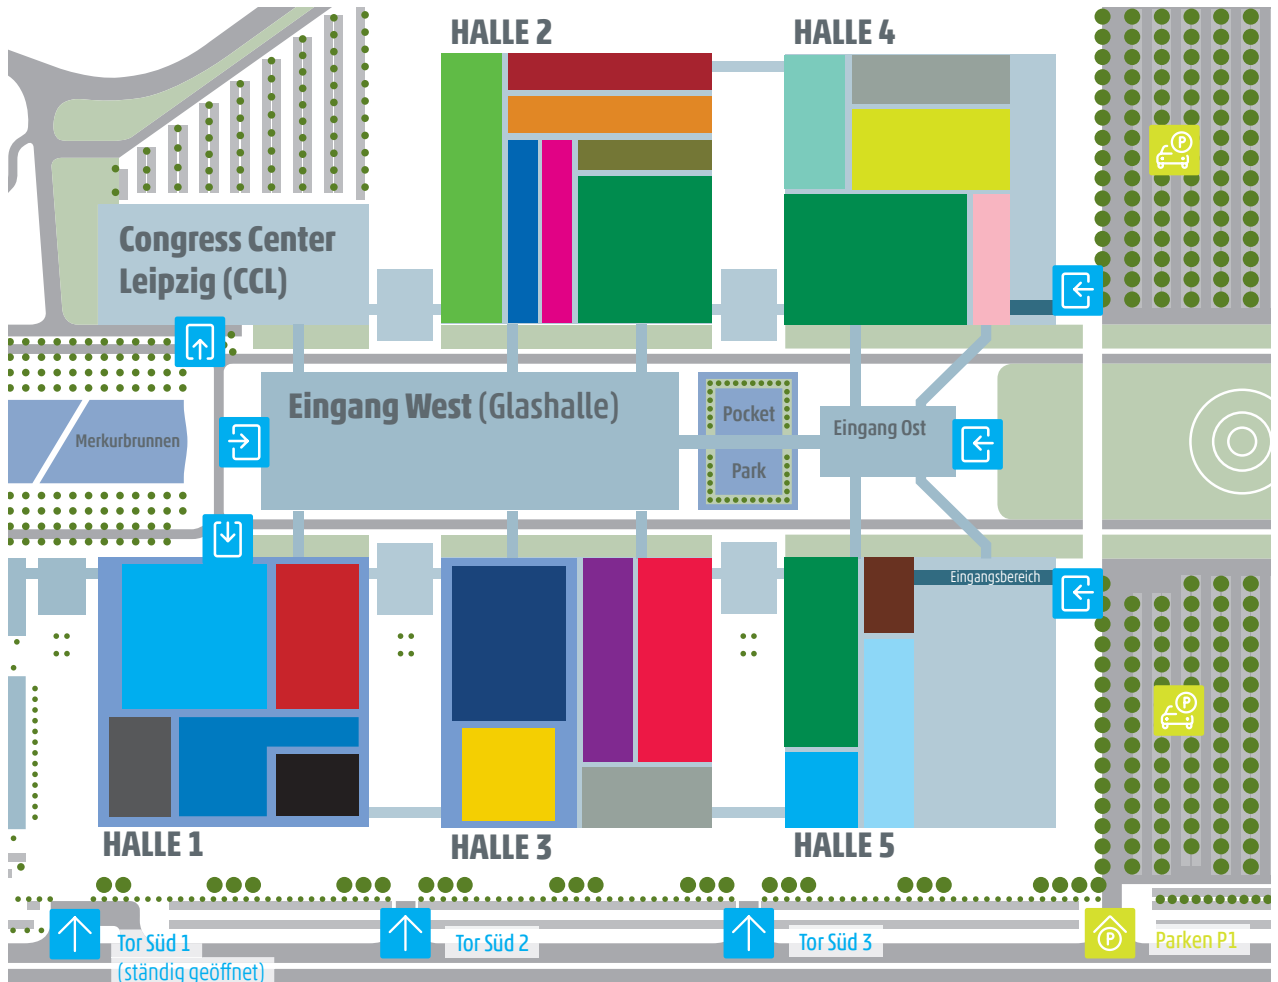 HALLE 2
HALLE 4
P
Congress Center
Leipzig (CCL)
Eingang West (Glashalle)
Pocket
Park
Eingang Ost
Merkurbrunnen
Eingangsbereich
P
HALLE 1
HALLE 3
HALLE 5
Tor Süd 1
(ständig geöffnet)
Tor Süd 2
Tor Süd 3
P
Parken P1